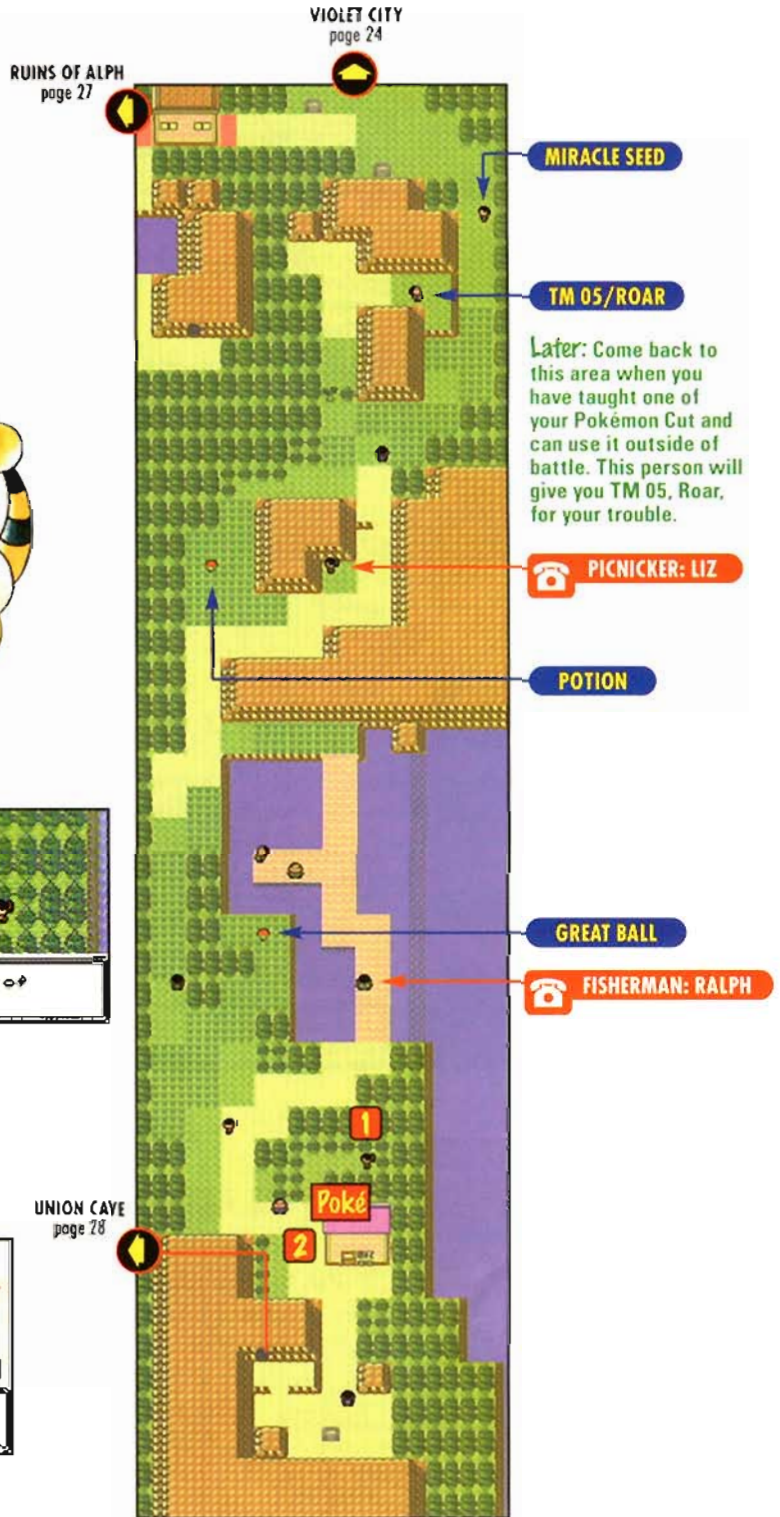 VIOLET CITY
page 24
RUINS OF ALPH
page 27
MIRACLE SEED
TM 05/ROAR
Later: Come back to
this area when you
have taught one of
your Pokémon Cut and
can use it outside of
battle. This person will
give you TM 05, Roar,
for your trouble.
PICNICKER: LIZ
POTION
GREAT BALL
FISHERMAN: RALPH
1
Poké
2
UNION CAVE
page 28